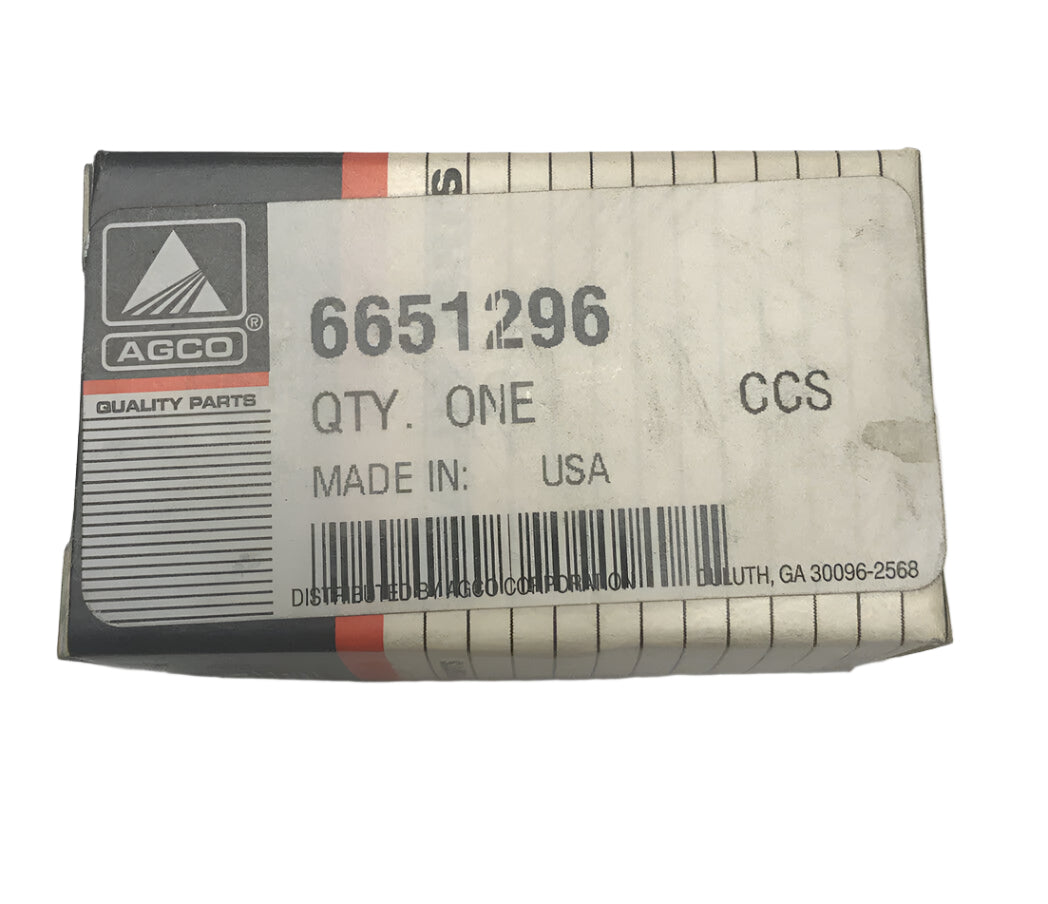 S
AGCO®
QUALITY PARTS
6651296
QTY. ONE CCS
MADE IN: USA
DISTRIBUTED BY AGCO CORPORATION DULUTH, GA 30096-2568